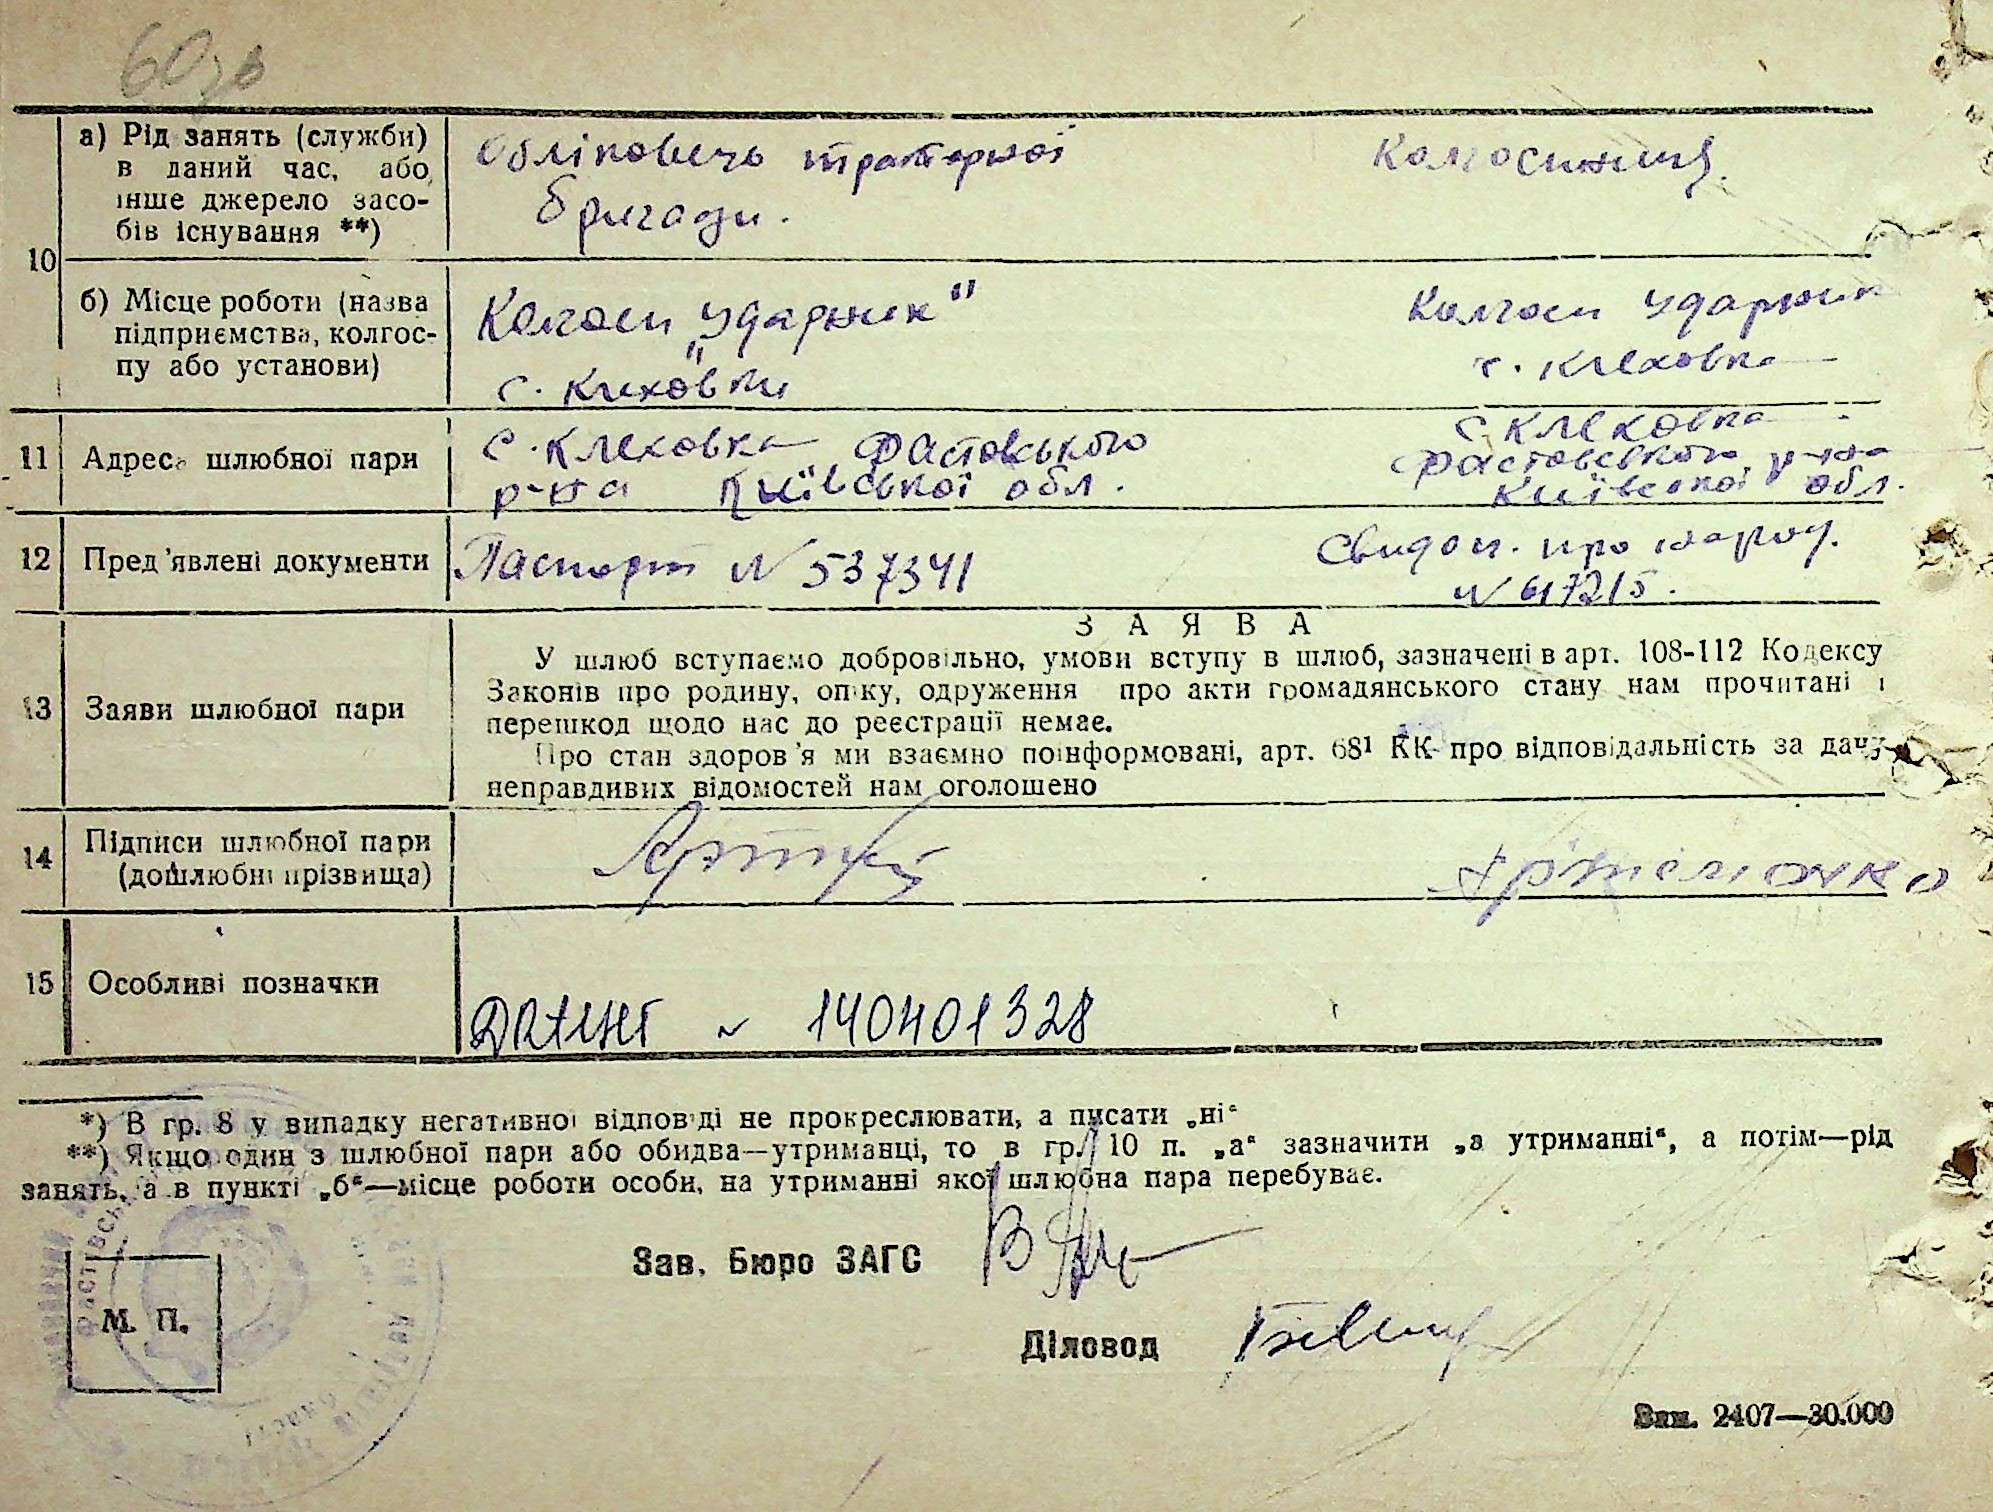 60зв
а) Рід занять (служби)
в даний час, або
інше джерело засо-
бів існування **)
Обліковець тракторної
бригади.
Колгоспниця.
10
б) Місце роботи (назва
підприємства, колгос-
пу або установи)
Колгосп „Ударник"
с. Клеховки
Колгосп Ударник
с. Клеховка
11 Адреса шлюбної пари
с. Клеховка Фастовського
р-на Київської обл.
с. Клеховка
Фастовського р-на
Київської обл.
12 Пред'явлені документи
Паспорт N 537341
Свидоц. про народ.
N 617215.
13 Заяви шлюбної пари
ЗАЯВА
У шлюб вступаємо добровільно, умови вступу в шлюб, зазначені в арт. 108-112 Кодексу
Законів про родину, опіку, одруження про акти громадянського стану нам прочитані і
перешкод щодо нас до реєстрації немає.
Про стан здоров'я ми взаємно поінформовані, арт. 68¹ КК про відповідальність за дачу
неправдивих відомостей нам оголошено
14 Підписи шлюбної пари
(дошлюбні прізвища)
15 Особливі позначки
N 140401328
*) В гр. 8 у випадку негативної відповіді не прокреслювати, а писати „ні"
**) Якщо один з шлюбної пари або обидва—утриманці, то в гр. 10 п. „а" зазначити „в утриманні", а потім—рід
занять, а в пункті „б"—місце роботи особи, на утриманні якої шлюбна пара перебуває.
Зав. Бюро ЗАГС
М. П.
Діловод
Зам. 2407—30.000